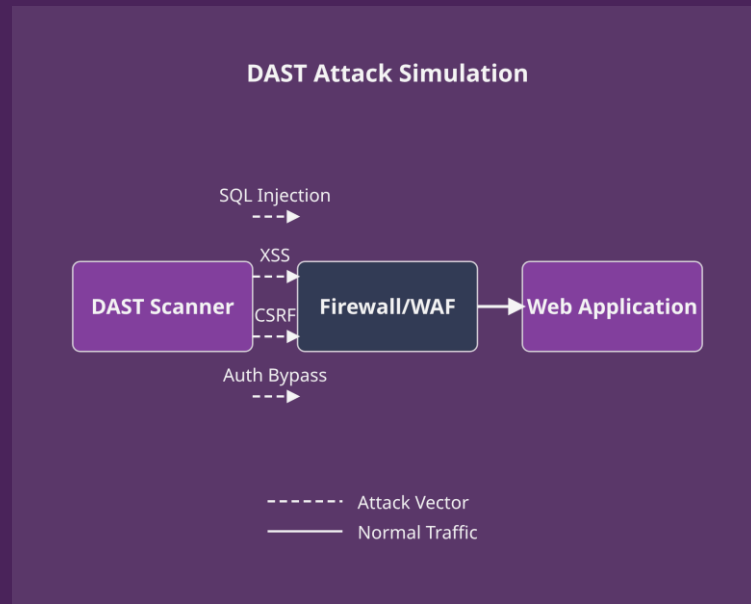 DAST Attack Simulation
SQL Injection
XSS
DAST Scanner
Firewall/WAF
Web Application
CSRF
Auth Bypass
Attack Vector
Normal Traffic